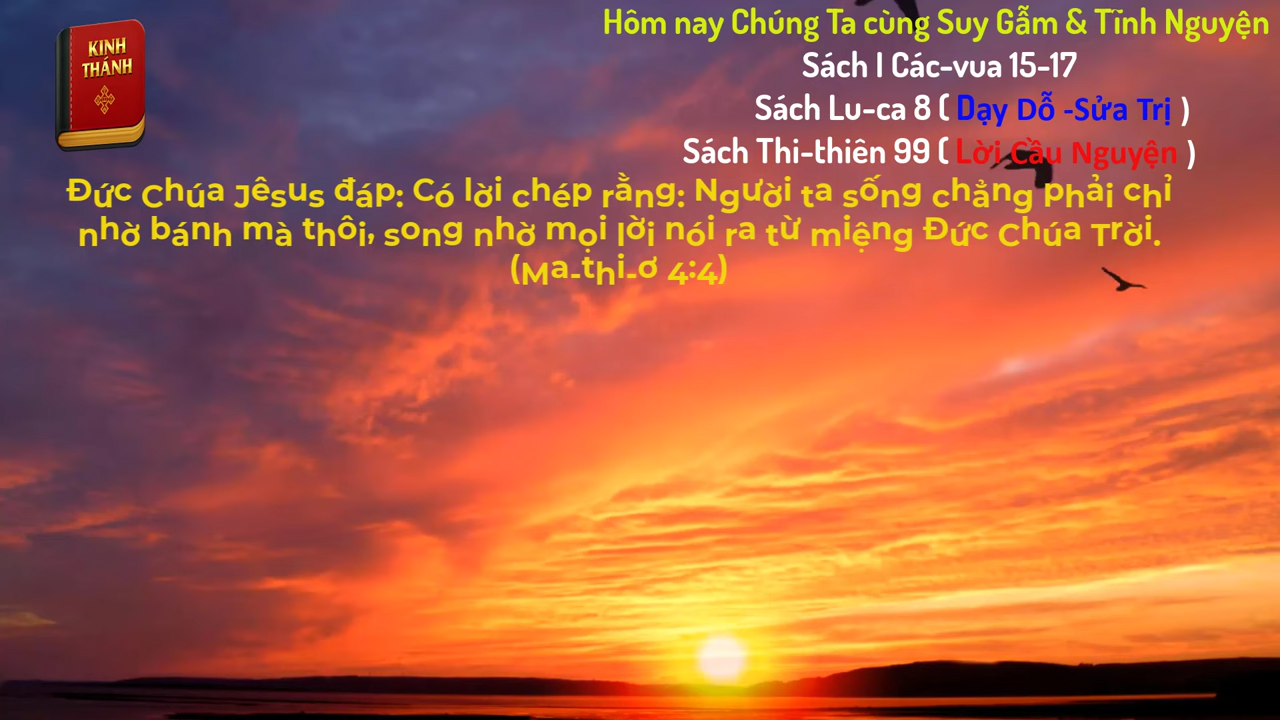 KINH
THÁNH
Hôm nay Chúng Ta cùng Suy Gẫm & Tĩnh Nguyện
Sách I Các-vua 15-17
Sách Lu-ca 8 ( Dạy Dỗ -Sửa Trị )
Sách Thi-thiên 99 ( Lời Cầu Nguyện )
Đức Chúa Jêsus đáp: Có lời chép rằng: Người ta sống chẳng phải chỉ
nhờ bánh mà thôi, song nhờ mọi lời nói ra từ miệng Đức Chúa Trời.
(Ma-thi-ơ 4:4)